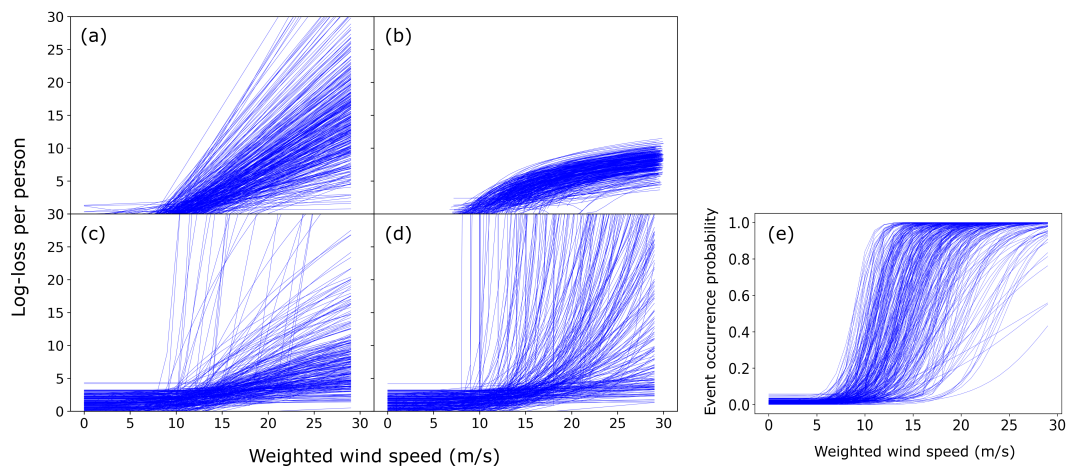 (a)
(b)
30
25
20
15
10
5
30
25
20
15
10
5
0
Log-loss per person
(c)
(d)
0 5 10 15 20 25 30 0 5 10 15 20 25 30
Weighted wind speed (m/s)
(e)
1.0
0.8
0.6
0.4
0.2
0.0
Event occurrence probability
0 5 10 15 20 25 30
Weighted wind speed (m/s)